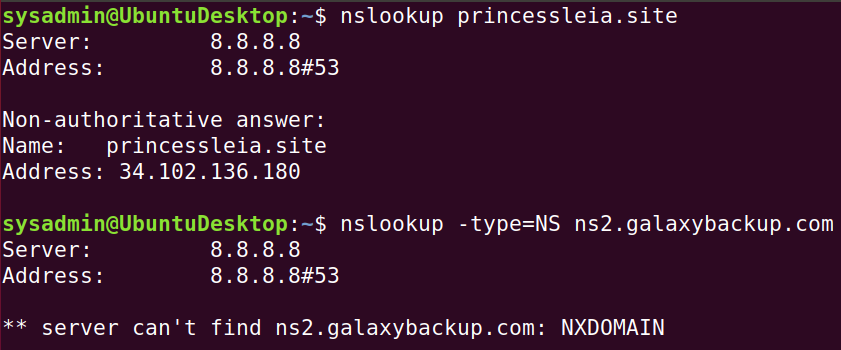 sysadmin@UbuntuDesktop:~$ nslookup princessleia.site
Server:         8.8.8.8
Address:        8.8.8.8#53

Non-authoritative answer:
Name:   princessleia.site
Address: 34.102.136.180

sysadmin@UbuntuDesktop:~$ nslookup -type=NS ns2.galaxybackup.com
Server:         8.8.8.8
Address:        8.8.8.8#53

** server can't find ns2.galaxybackup.com: NXDOMAIN